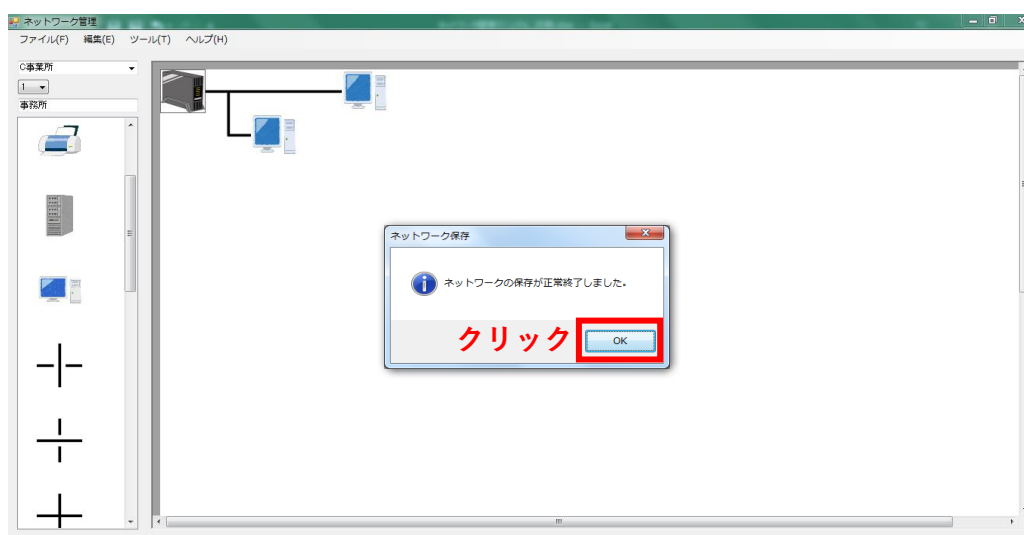 ネットワーク管理
ファイル(F) 編集(E) ツール(T) ヘルプ(H)
C事業所
1
事務所
ネットワーク保存
ネットワークの保存が正常終了しました。
クリック
OK